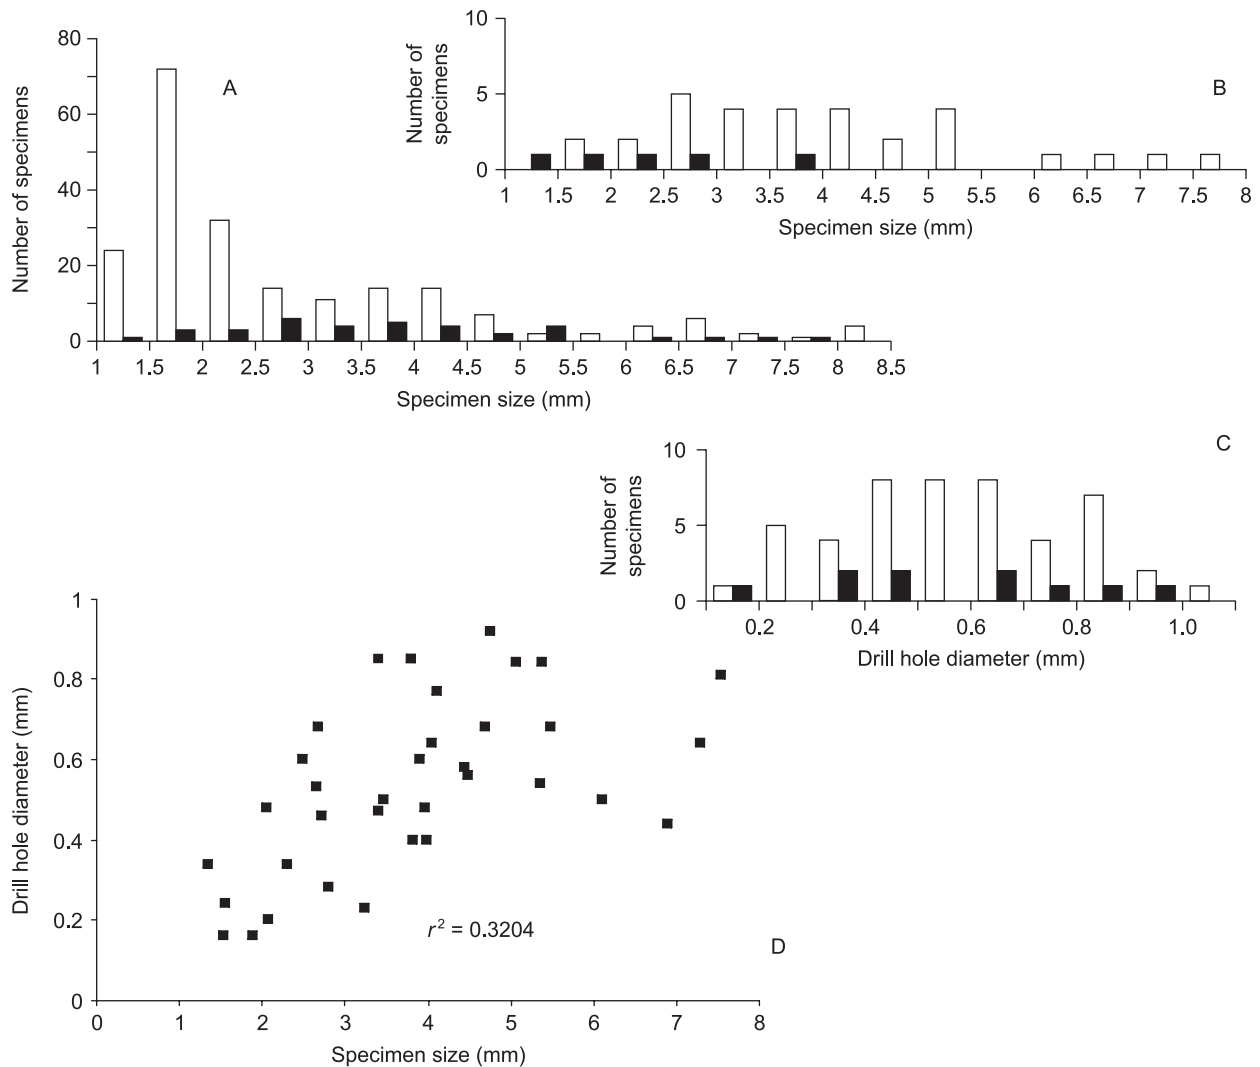 A
Number of specimens
80
60
40
20
0
1 1.5 2 2.5 3 3.5 4 4.5 5 5.5 6 6.5 7 7.5 8 8.5
Specimen size (mm)
B
Number of
specimens
10
5
0
1 1.5 2 2.5 3 3.5 4 4.5 5 5.5 6 6.5 7 7.5 8
Specimen size (mm)
C
Number of
specimens
10
5
0
0.2 0.4 0.6 0.8 1.0
Drill hole diameter (mm)
D
Drill hole diameter (mm)
1
0.8
0.6
0.4
0.2
0
r² = 0.3204
0 1 2 3 4 5 6 7 8
Specimen size (mm)